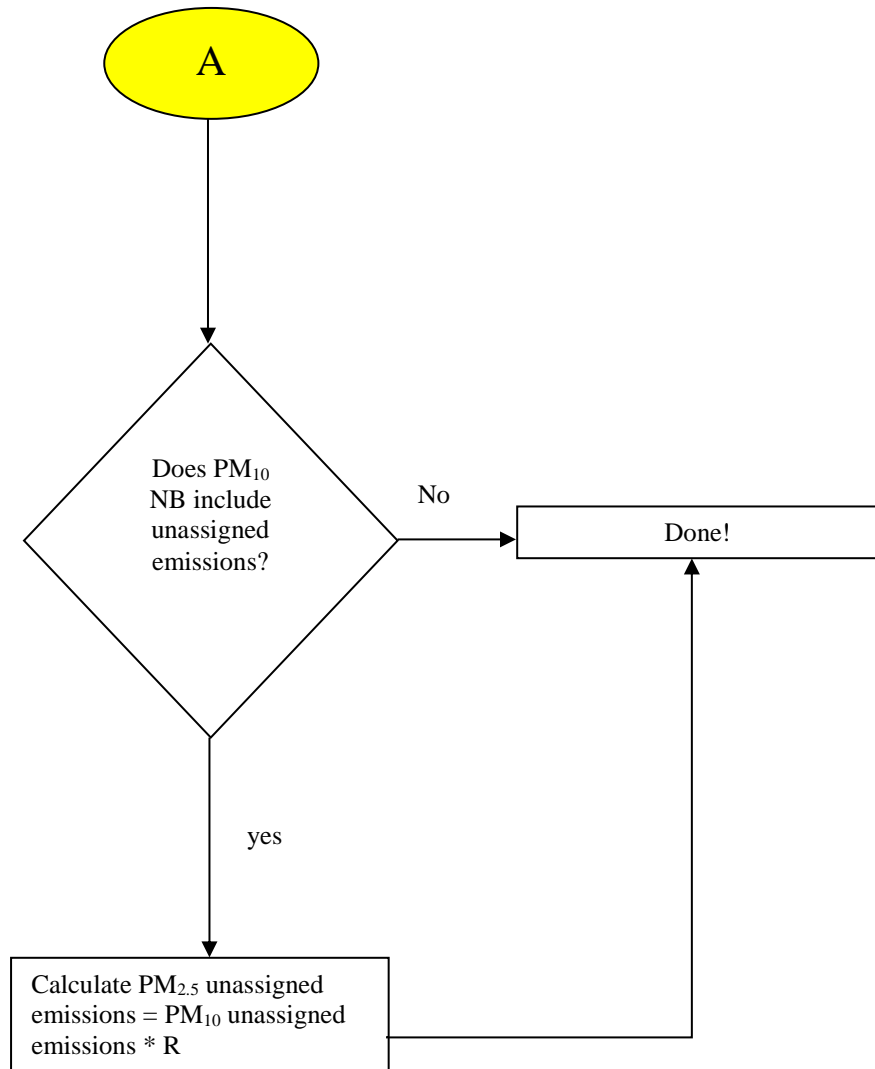 A
Does PM₁₀
NB include
unassigned
emissions?
No
Done!
yes
Calculate PM₂.₅ unassigned
emissions = PM₁₀ unassigned
emissions * R